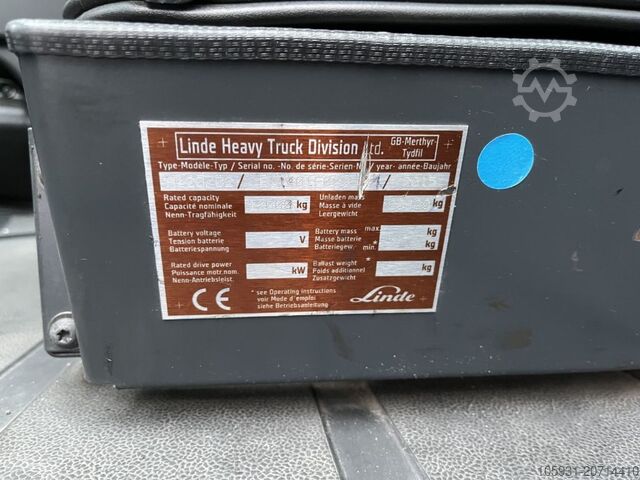 Linde Heavy Truck Division Ltd. GB-Merthyr Tydfil
Type-Modèle-Typ / Serial no.-No. de série-Serien-Nr. / year-année-Baujahr
Rated capacity
Capacité nominale
Nenn-Tragfähigkeit
kg
Unladen mass
Masse à vide
Leergewicht
kg
Battery voltage
Tension batterie
Batteriespannung
V
Battery mass max.
Masse batterie
Batteriegew. min.*
kg
kg
Rated drive power
Puissance motr.nom.
Nenn-Antriebsleist.
kW
Ballast weight *
Poids additionnel
Zusatzgewicht
kg
CE
* see Operating instructions
voir Mode d'emploi
siehe Betriebsanleitung
Linde
105931-20714410